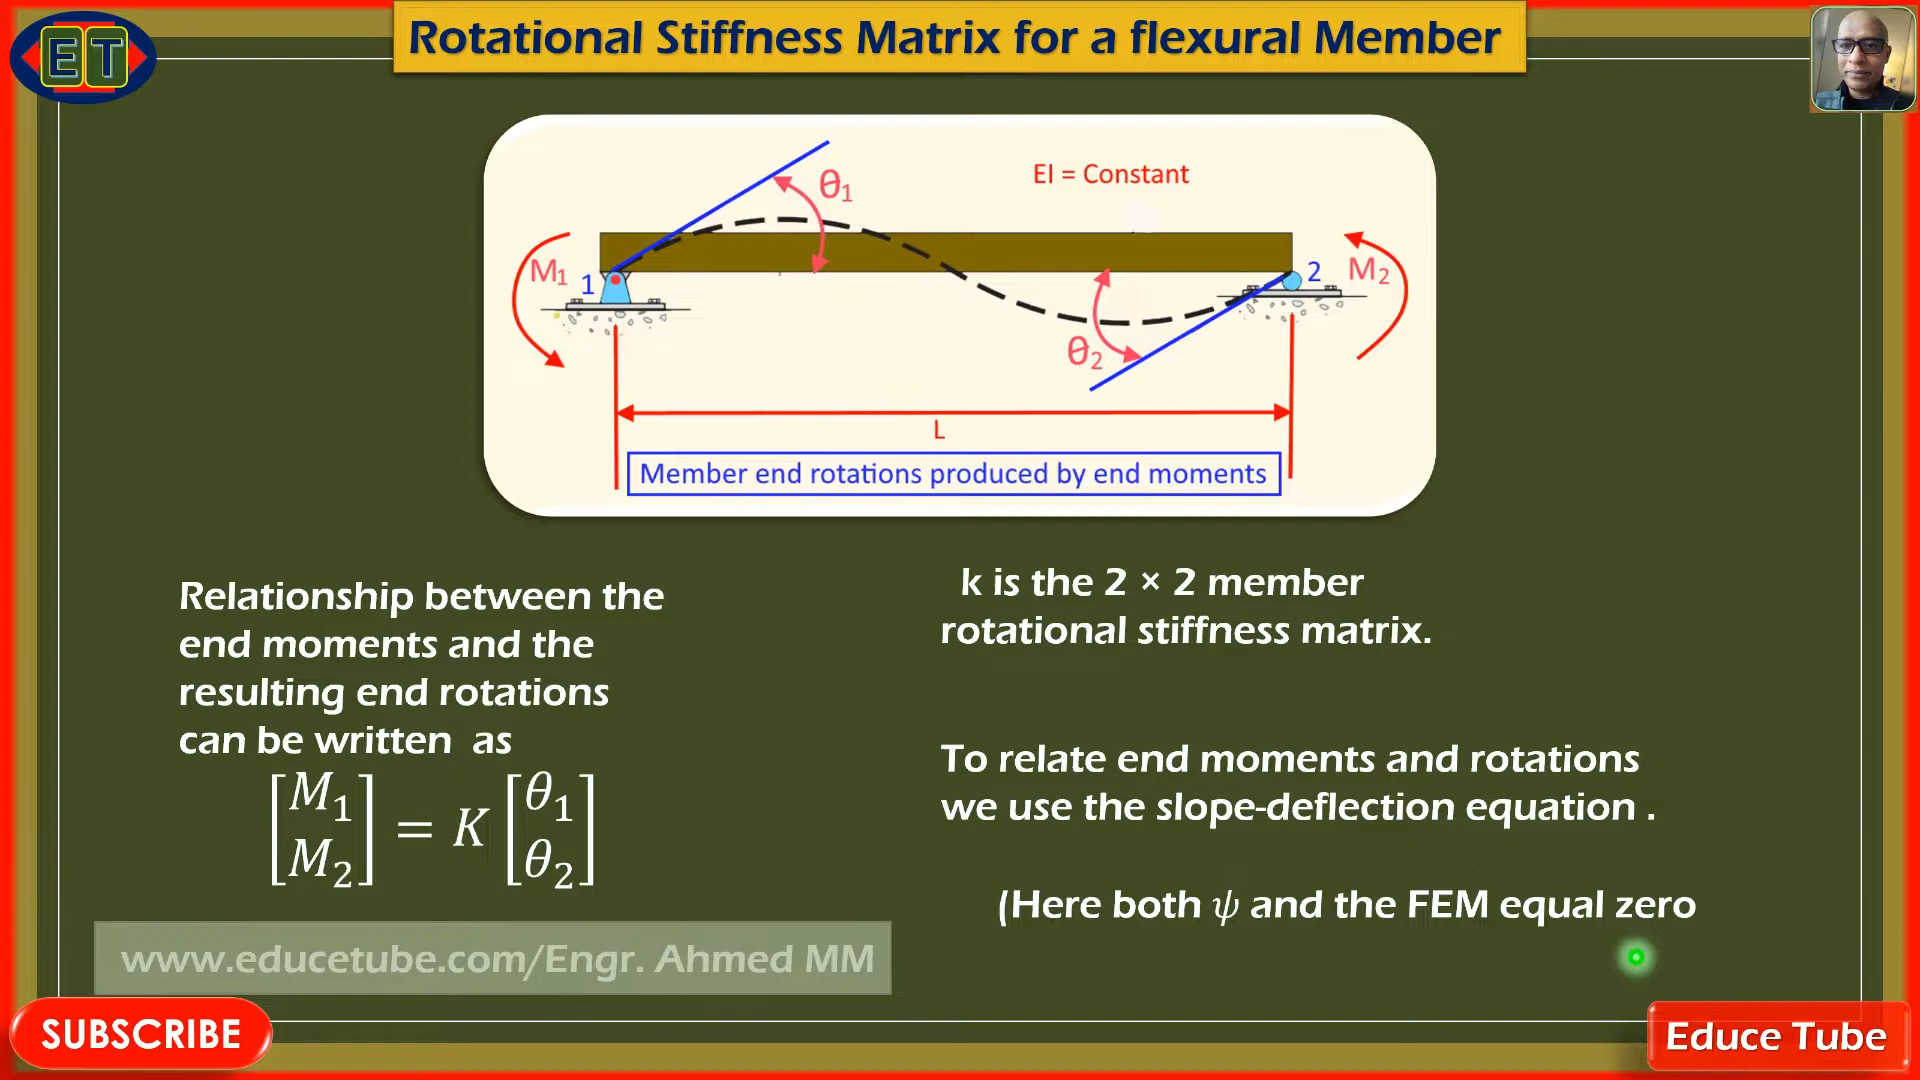 ET
Rotational Stiffness Matrix for a flexural Member
θ1
EI = Constant
M1
1
2
M2
θ2
L
Member end rotations produced by end moments
Relationship between the
end moments and the
resulting end rotations
can be written as
[M1 M2] = K [θ1 θ2]
k is the 2 × 2 member
rotational stiffness matrix.
To relate end moments and rotations
we use the slope-deflection equation .
(Here both ψ and the FEM equal zero
www.educetube.com/Engr. Ahmed MM
SUBSCRIBE
Educe Tube